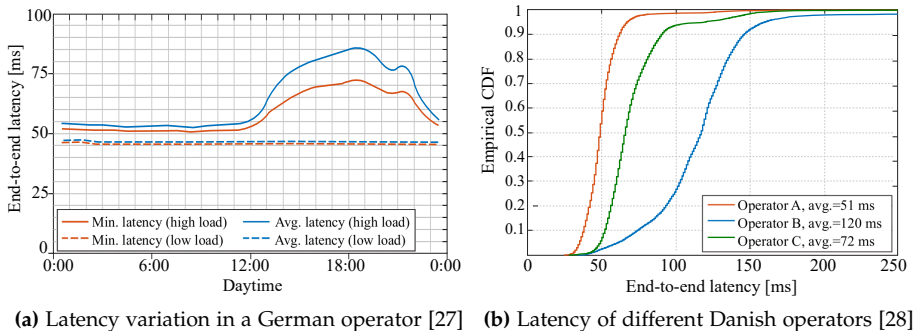 100
75
50
25
0
End-to-end latency [ms]
Min. latency (high load)
Avg. latency (high load)
Min. latency (low load)
Avg. latency (low load)
0:00
6:00
12:00
18:00
0:00
Daytime
(a) Latency variation in a German operator [27]
1
0.9
0.8
0.7
0.6
0.5
0.4
0.3
1
0.1
Empirical CDF
Operator A, avg.=51 ms
Operator B, avg.=120 ms
Operator C, avg.=72 ms
0
50
100
150
200
250
End-to-end latency [ms]
(b) Latency of different Danish operators [28]